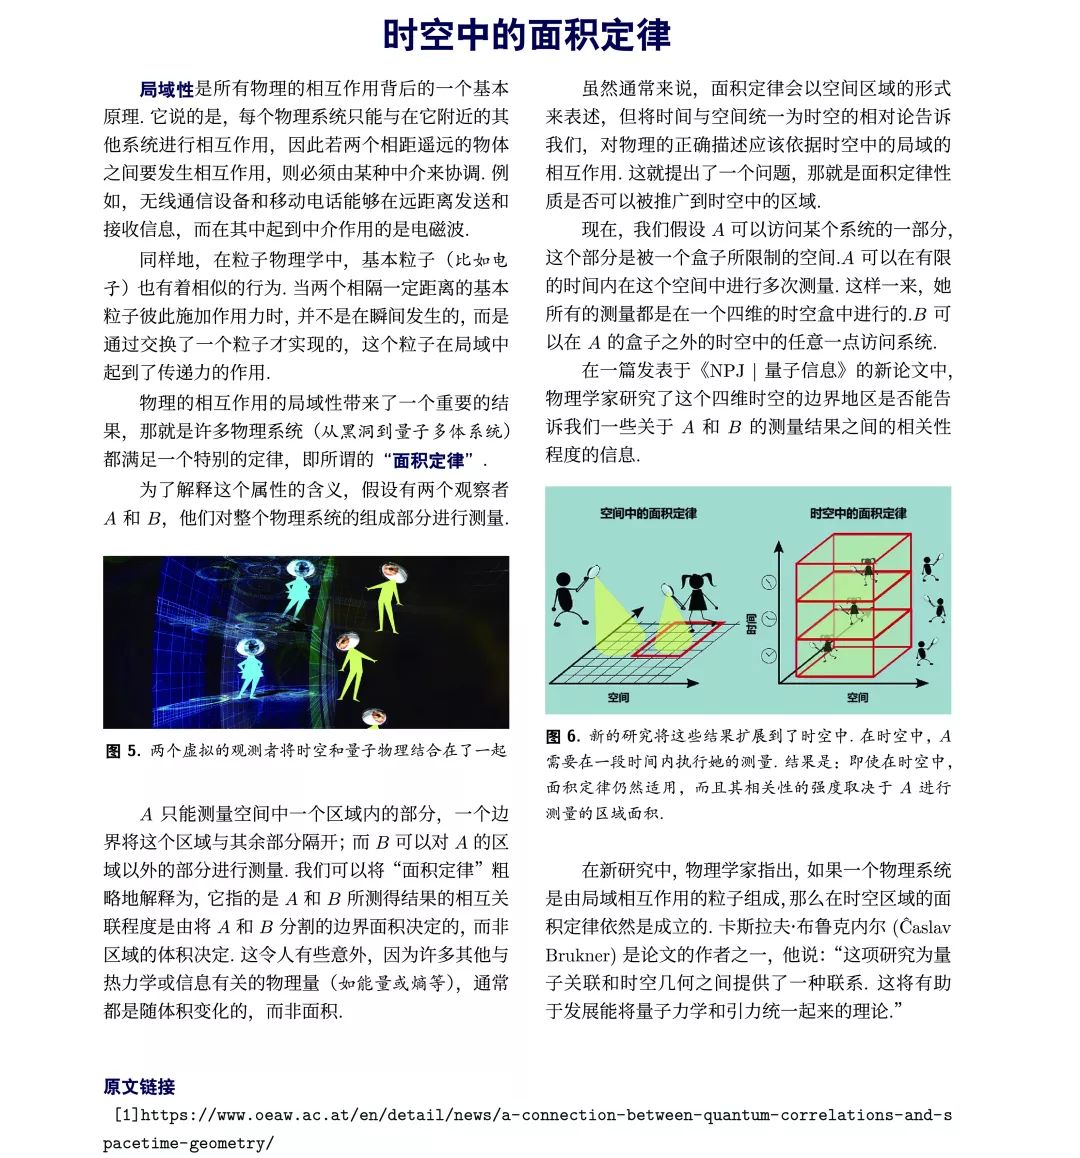 时空中的面积定律
局域性是所有物理的相互作用背后的一个基本
原理. 它说的是，每个物理系统只能与在它附近的其
他系统进行相互作用，因此若两个相距遥远的物体
之间要发生相互作用，则必须由某种中介来协调. 例
如，无线通信设备和移动电话能够在远距离发送和
接收信息，而在其中起到中介作用的是电磁波.
同样地，在粒子物理学中，基本粒子（比如电
子）也有着相似的行为. 当两个相隔一定距离的基本
粒子彼此施加作用力时，并不是在瞬间发生的，而是
通过交换了一个粒子才实现的，这个粒子在局域中
起到了传递力的作用.
物理的相互作用的局域性带来了一个重要的结
果，那就是许多物理系统（从黑洞到量子多体系统）
都满足一个特别的定律，即所谓的“面积定律”.
为了解释这个属性的含义，假设有两个观察者
A 和 B，他们对整个物理系统的组成部分进行测量.
图 5. 两个虚拟的观测者将时空和量子物理结合在了一起
A 只能测量空间中一个区域内的部分，一个边
界将这个区域与其余部分隔开；而 B 可以对 A 的区
域以外的部分进行测量. 我们可以将“面积定律”粗
略地解释为，它指的是 A 和 B 所测得结果的相互关
联程度是由将 A 和 B 分割的边界面积决定的，而非
区域的体积决定. 这令人有些意外，因为许多其他与
热力学或信息有关的物理量（如能量或熵等），通常
都是随体积变化的，而非面积.
虽然通常来说，面积定律会以空间区域的形式
来表述，但将时间与空间统一为时空的相对论告诉
我们，对物理的正确描述应该依据时空中的局域的
相互作用. 这就提出了一个问题，那就是面积定律性
质是否可以被推广到时空中的区域.
现在，我们假设 A 可以访问某个系统的一部分，
这个部分是被一个盒子所限制的空间.A 可以在有限
的时间内在这个空间中进行多次测量. 这样一来，她
所有的测量都是在一个四维的时空盒中进行的.B 可
以在 A 的盒子之外的时空中的任意一点访问系统.
在一篇发表于《NPJ | 量子信息》的新论文中，
物理学家研究了这个四维时空的边界地区是否能告
诉我们一些关于 A 和 B 的测量结果之间的相关性
程度的信息.
空间中的面积定律
时空中的面积定律
空间
时间
空间
图 6. 新的研究将这些结果扩展到了时空中. 在时空中，A
需要在一段时间内执行她的测量. 结果是：即使在时空中，
面积定律仍然适用，而且其相关性的强度取决于 A 进行
测量的区域面积.
在新研究中，物理学家指出，如果一个物理系统
是由局域相互作用的粒子组成，那么在时空区域的面
积定律依然是成立的. 卡斯拉夫·布鲁克内尔 (Ĉaslav
Brukner) 是论文的作者之一，他说：“这项研究为量
子关联和时空几何之间提供了一种联系. 这将有助
于发展能将量子力学和引力统一起来的理论.”
原文链接
[1]https://www.oeaw.ac.at/en/detail/news/a-connection-between-quantum-correlations-and-s
pacetime-geometry/